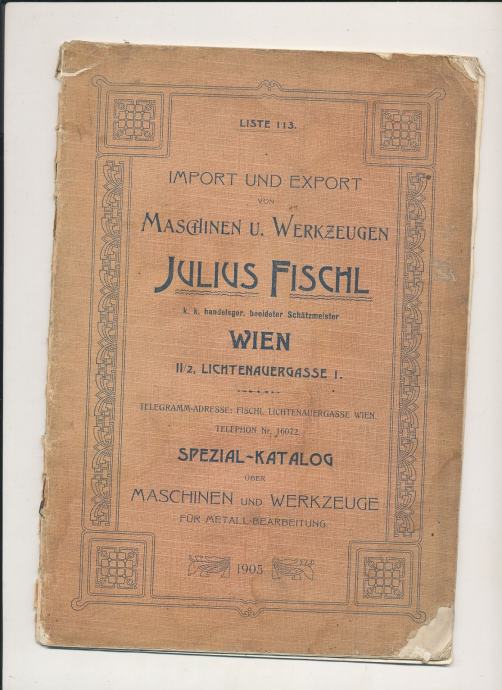 LISTE 113.
IMPORT UND EXPORT
VON
MASCHINEN U. WERKZEUGEN
JULIUS FISCHL
k. k. handelsger. beeideter Schätzmeister
WIEN
II/2, LICHTENAUERGASSE 1.
TELEGRAMM-ADRESSE: FISCHL LICHTENAUERGASSE WIEN.
TELEPHON Nr. 16072.
SPEZIAL-KATALOG
ÜBER
MASCHINEN UND WERKZEUGE
FÜR METALL-BEARBEITUNG
1905